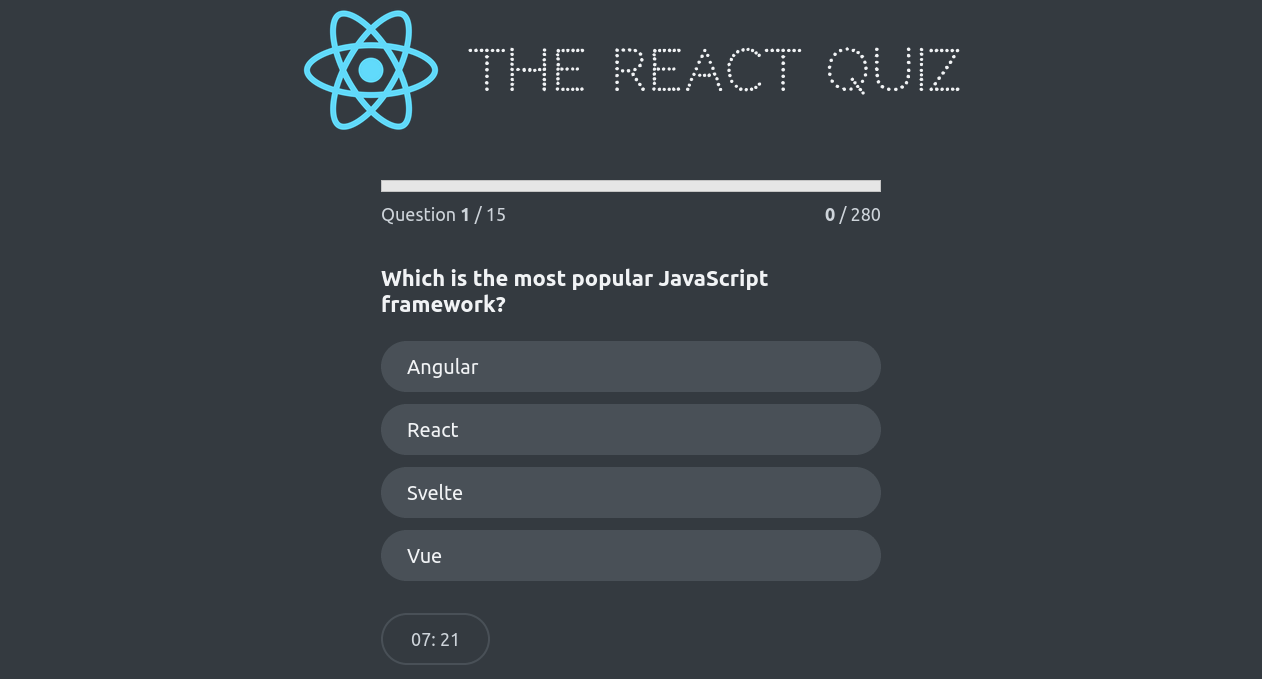 THE REACT QUIZ
Question 1 / 15
0 / 280
Which is the most popular JavaScript
framework?
Angular
React
Svelte
Vue
07: 21